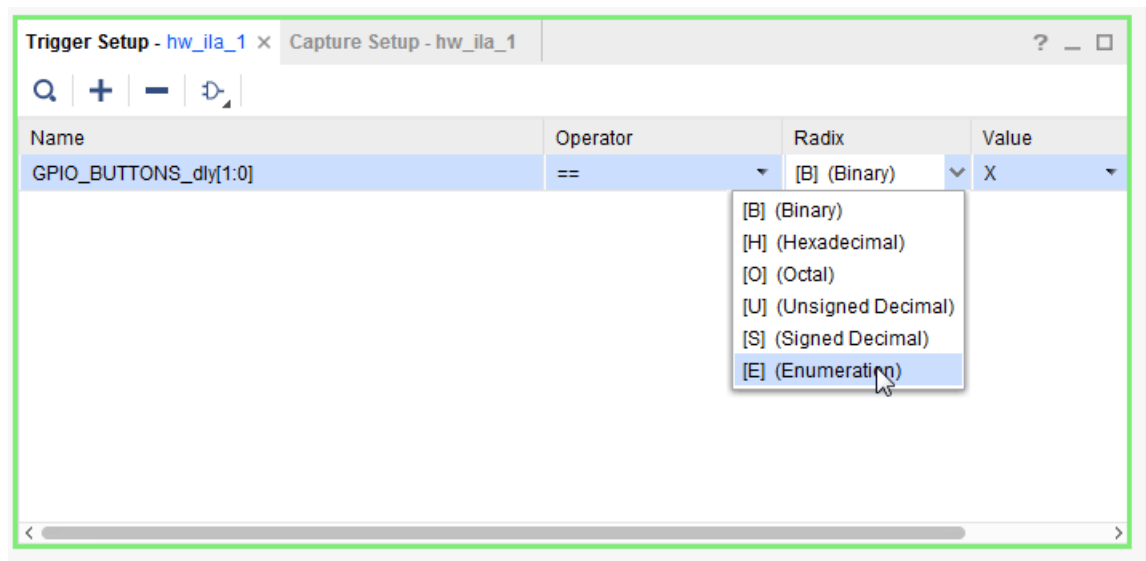 Trigger Setup - hw_ila_1 × Capture Setup - hw_ila_1 ?
Name Operator Radix Value
GPIO_BUTTONS_dly[1:0] == [B] (Binary) X
[B] (Binary)
[H] (Hexadecimal)
[O] (Octal)
[U] (Unsigned Decimal)
[S] (Signed Decimal)
[E] (Enumeration)